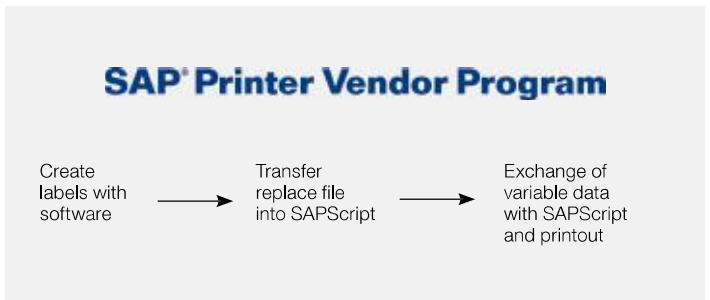 SAP® Printer Vendor Program
Create
labels with
software
Transfer
replace file
into SAPScript
Exchange of
variable data
with SAPScript
and printout